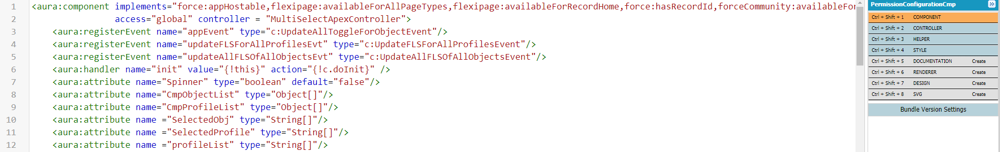 1 <aura:component implements="force:appHostable,flexipage:availableForAllPageTypes,flexipage:availableForRecordHome,force:hasRecordId,forceCommunity:availableFo
2 access="global" controller = "MultiSelectApexController">
3 <aura:registerEvent name="appEvent" type="c:UpdateAllToggleForObjectEvent"/>
4 <aura:registerEvent name="updateFLSForAllProfilesEvt" type="c:UpdateFLSForAllProfilesEvent"/>
5 <aura:registerEvent name="updateAllFLSOfAllObjectsEvt" type="c:UpdateAllFLSOfAllObjectsEvent"/>
6 <aura:handler name="init" value="{!this}" action="{!c.doInit}" />
7 <aura:attribute name="Spinner" type="boolean" default="false"/>
8 <aura:attribute name="CmpObjectList" type="Object[]"/>
9 <aura:attribute name="CmpProfileList" type="Object[]"/>
10 <aura:attribute name ="SelectedObj" type="String[]"/>
11 <aura:attribute name ="SelectedProfile" type="String[]"/>
12 <aura:attribute name ="profileList" type="String[]"/>
PermissionConfigurationCmp »
Ctrl + Shift + 1 COMPONENT
Ctrl + Shift + 2 CONTROLLER
Ctrl + Shift + 3 HELPER
Ctrl + Shift + 4 STYLE
Ctrl + Shift + 5 DOCUMENTATION Create
Ctrl + Shift + 6 RENDERER Create
Ctrl + Shift + 7 DESIGN Create
Ctrl + Shift + 8 SVG Create
Bundle Version Settings